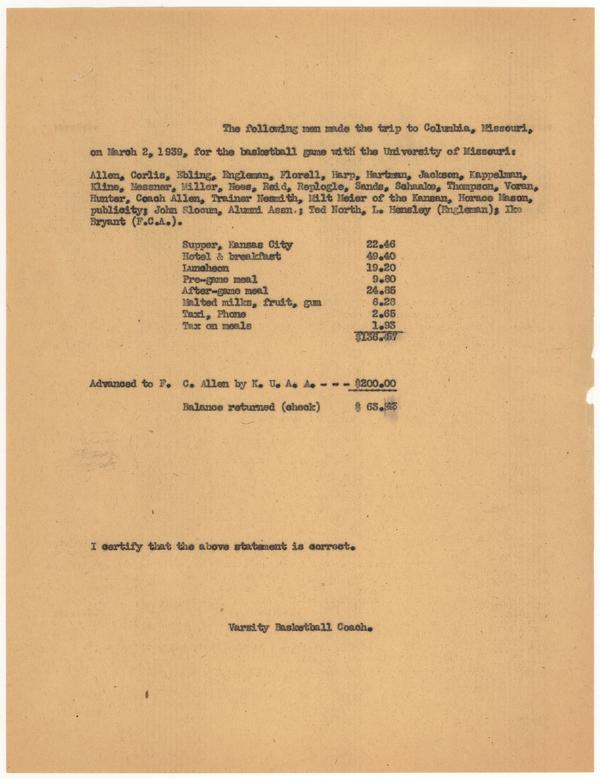 The following men made the trip to Columbia, Missouri,
on March 2, 1939, for the basketball game with the University of Missouri:
Allen, Corlis, Ebling, Engleman, Florell, Harp, Hartman, Jackson, Kappelman,
Kline, Messner, Miller, Nees, Reid, Replogle, Sands, Schaake, Thompson, Voran,
Hunter, Coach Allen, Trainer Nesmith, Milt Meier of the Kansan, Horace Mason,
publicity; John Slocum, Alumni Assn.; Ted North, L. Hensley (Engleman); Ike
Bryant (F.C.A.).
Supper, Kansas City 22.46
Hotel & breakfast 49.40
Luncheon 19.20
Pre-game meal 9.80
After-game meal 24.85
Malted milks, fruit, gum 6.28
Taxi, Phone 2.65
Tax on meals 1.93
$136.57
Advanced to F. C. Allen by K. U. A. A. - - - $200.00
Balance returned (check) $ 63.43
I certify that the above statement is correct.
Varsity Basketball Coach.